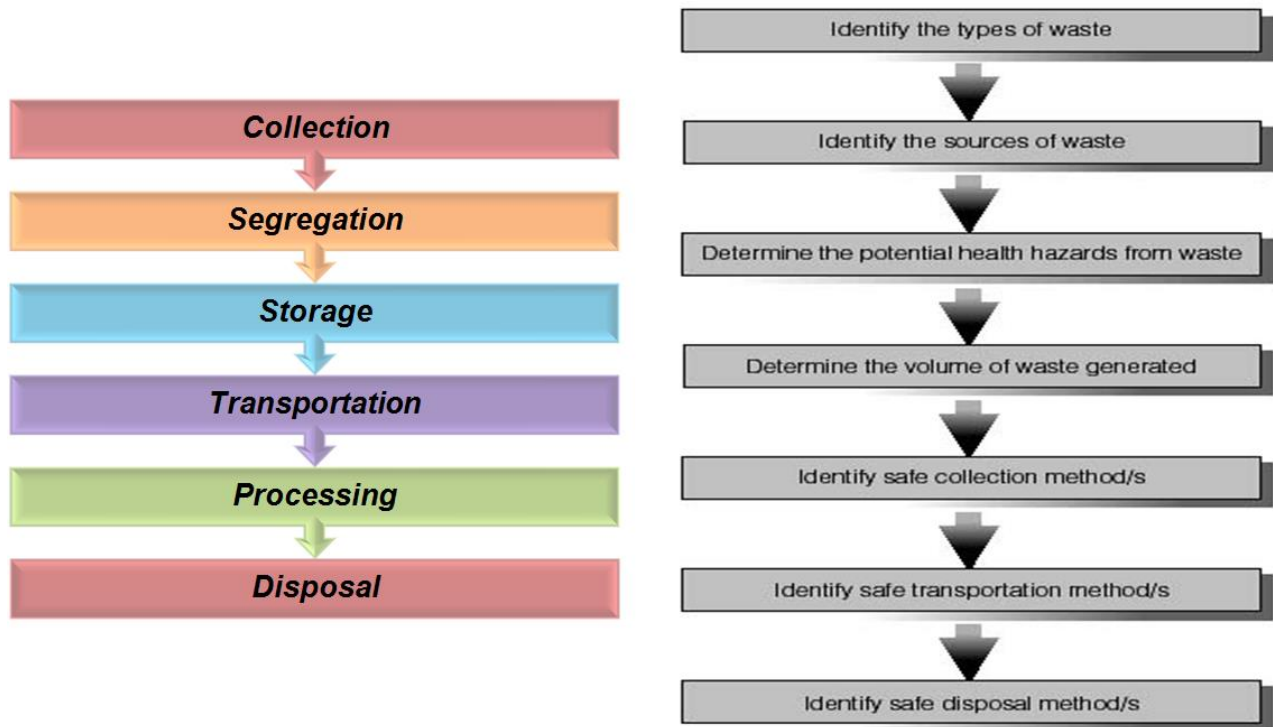 Collection
Segregation
Storage
Transportation
Processing
Disposal
Identify the types of waste
Identify the sources of waste
Determine the potential health hazards from waste
Determine the volume of waste generated
Identify safe collection method/s
Identify safe transportation method/s
Identify safe disposal method/s